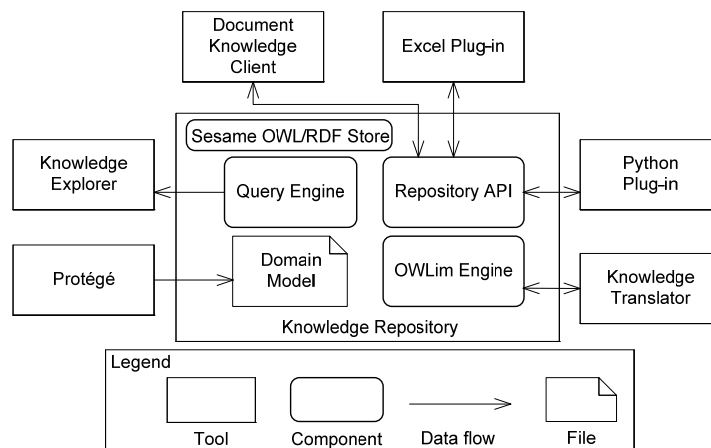 Document
Knowledge
Client
Excel Plug-in
Sesame OWL/RDF Store
Knowledge
Explorer
Query Engine
Repository API
Python
Plug-in
Protégé
Domain
Model
OWLim Engine
Knowledge
Translator
Knowledge Repository
Legend
Tool
Component
Data flow
File